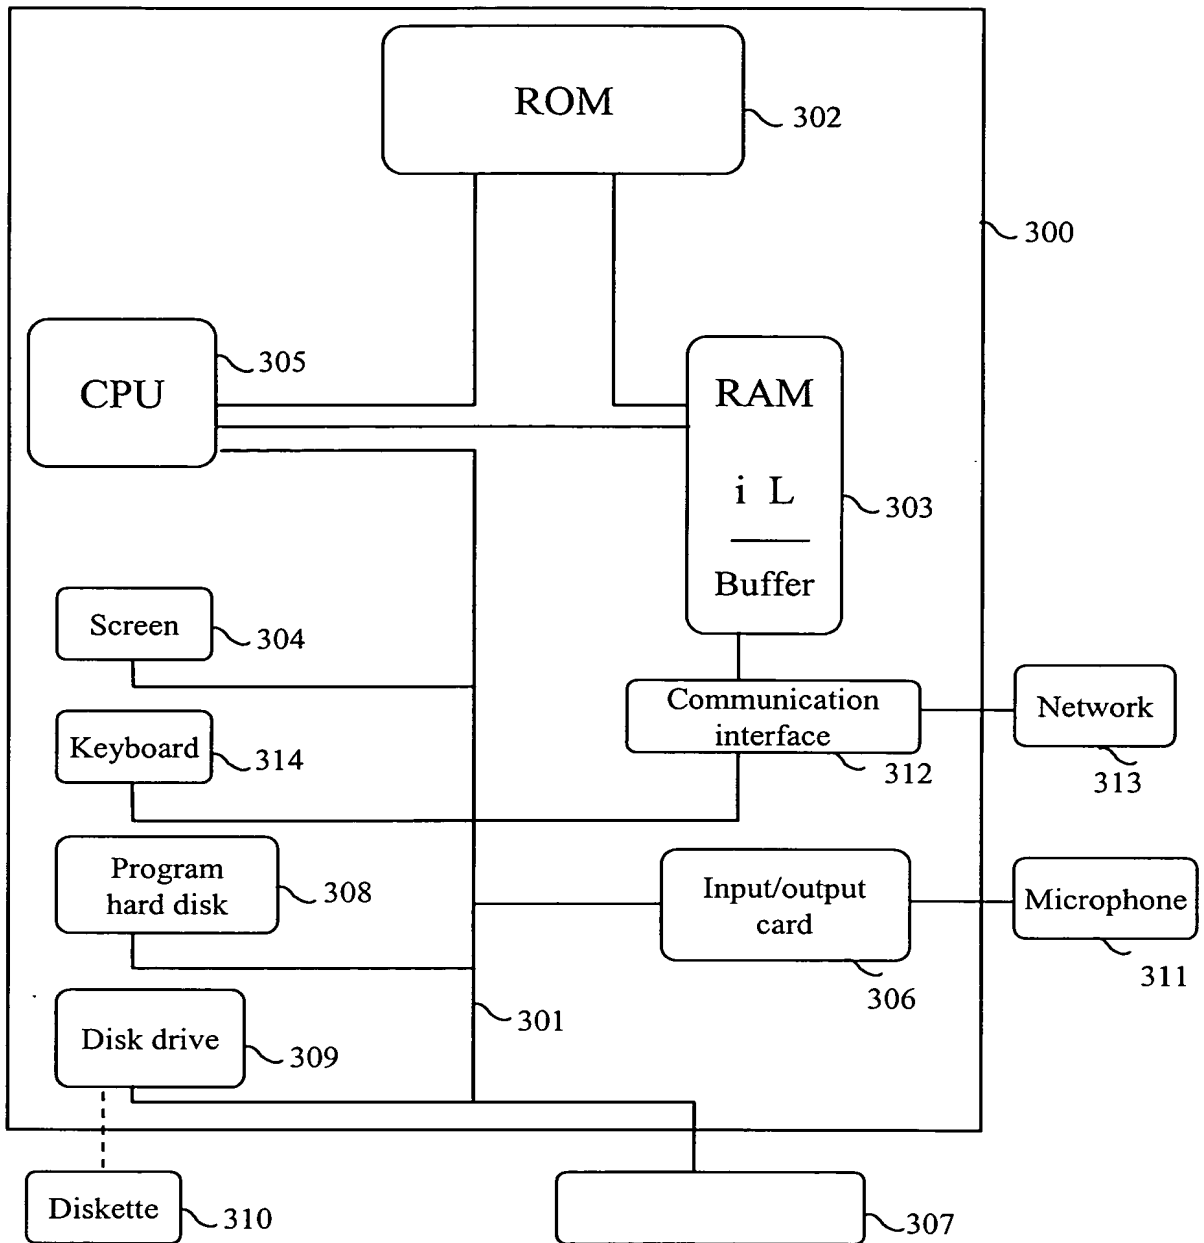 ROM
302
300
CPU
305
RAM
i L
Buffer
303
Screen
304
Communication
interface
312
Network
313
Keyboard
314
Program
hard disk
308
Input/output
card
306
Microphone
311
301
Disk drive
309
Diskette
310
307